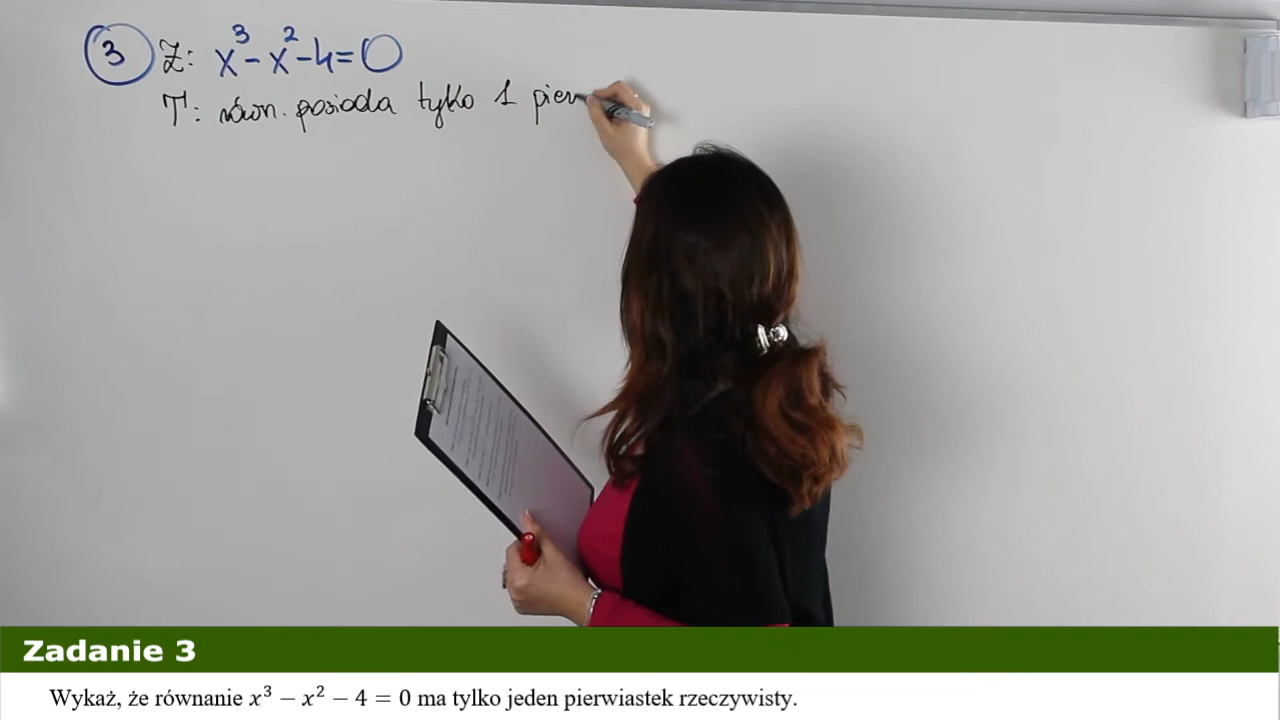 3 Z: x³-x²-4=0
T: równ. posiada tylko 1 pierw
Zadanie 3
Wykaż, że równanie x³ − x² − 4 = 0 ma tylko jeden pierwiastek rzeczywisty.